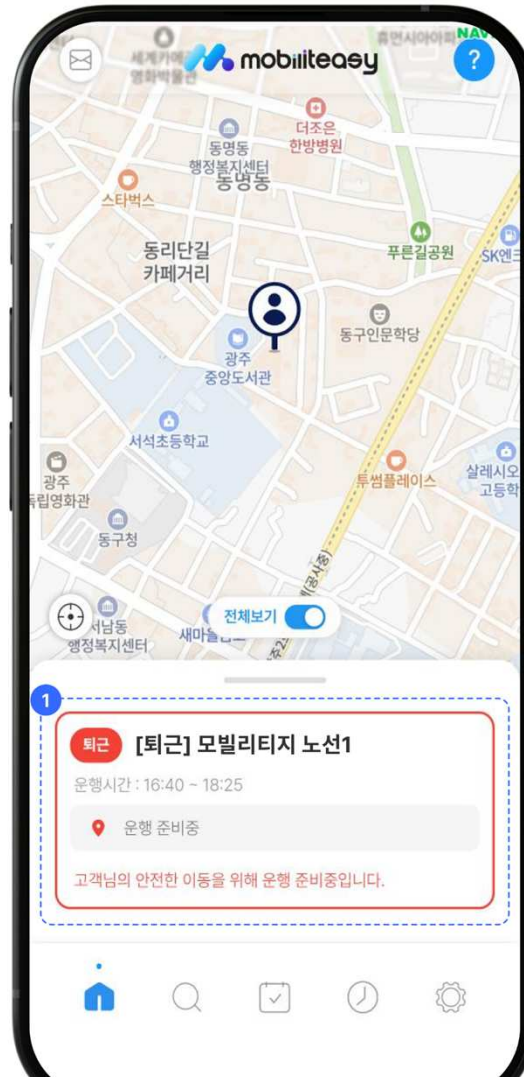 세계카메
영화박물관
mobiliteasy
휴먼시아아파
NAV
?
더조은
한방병원
동명동
행정복지센터
동명동
스타벅스
동리단길
카페거리
푸른길공원
SK엔크
동구인문학당
광주
중앙도서관
서석초등학교
광주
독립영화관
투썸플레이스
살레시오
고등학
동구청
(공사중)
서남동
행정복지센터
새마을
전체보기
1
퇴근
[퇴근] 모빌리티지 노선1
운행시간 : 16:40 ~ 18:25
운행 준비중
고객님의 안전한 이동을 위해 운행 준비중입니다.